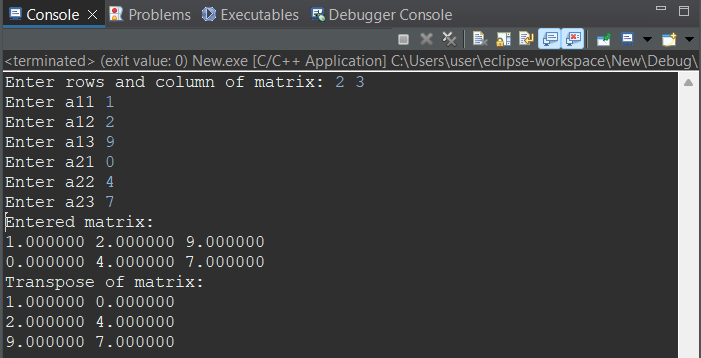 Console Problems Executables Debugger Console
<terminated> (exit value: 0) New.exe [C/C++ Application] C:\Users\user\eclipse-workspace\New\Debug\
Enter rows and column of matrix: 2 3
Enter a11 1
Enter a12 2
Enter a13 9
Enter a21 0
Enter a22 4
Enter a23 7
Entered matrix:
1.000000 2.000000 9.000000
0.000000 4.000000 7.000000
Transpose of matrix:
1.000000 0.000000
2.000000 4.000000
9.000000 7.000000